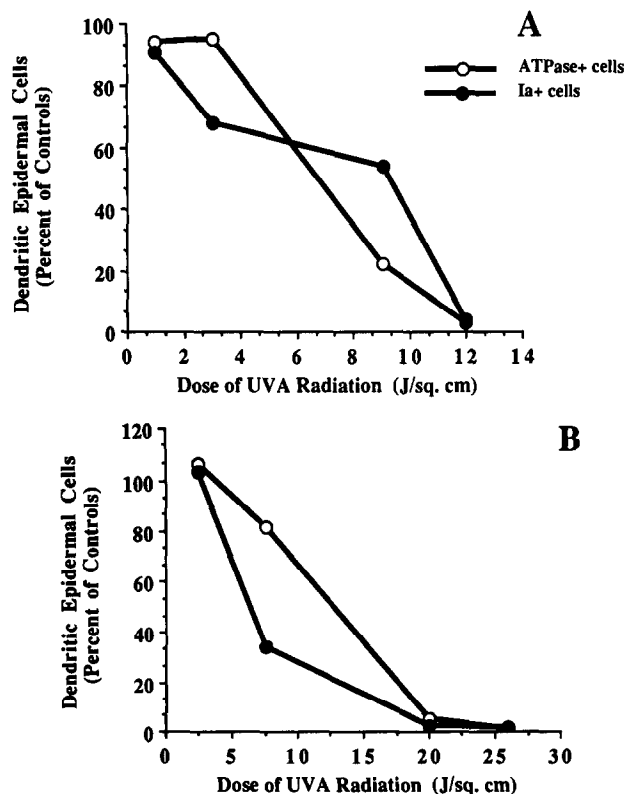 A
ATPase+ cells
Ia+ cells
Dendritic Epidermal Cells
(Percent of Controls)
100
80
60
40
20
0
0 2 4 6 8 10 12 14
Dose of UVA Radiation (J/sq. cm)
B
Dendritic Epidermal Cells
(Percent of Controls)
120
100
80
60
40
20
0
0 5 10 15 20 25 30
Dose of UVA Radiation (J/sq. cm)